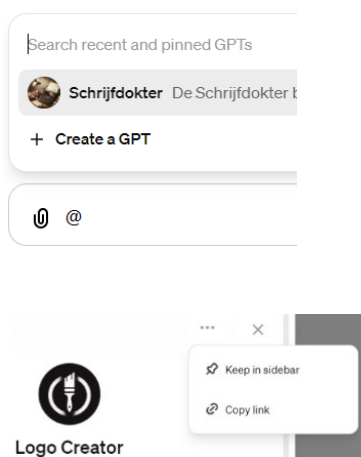 Search recent and pinned GPTs
Schrijfdokter De Schrijfdokter b
+ Create a GPT
@
Keep in sidebar
Copy link
Logo Creator